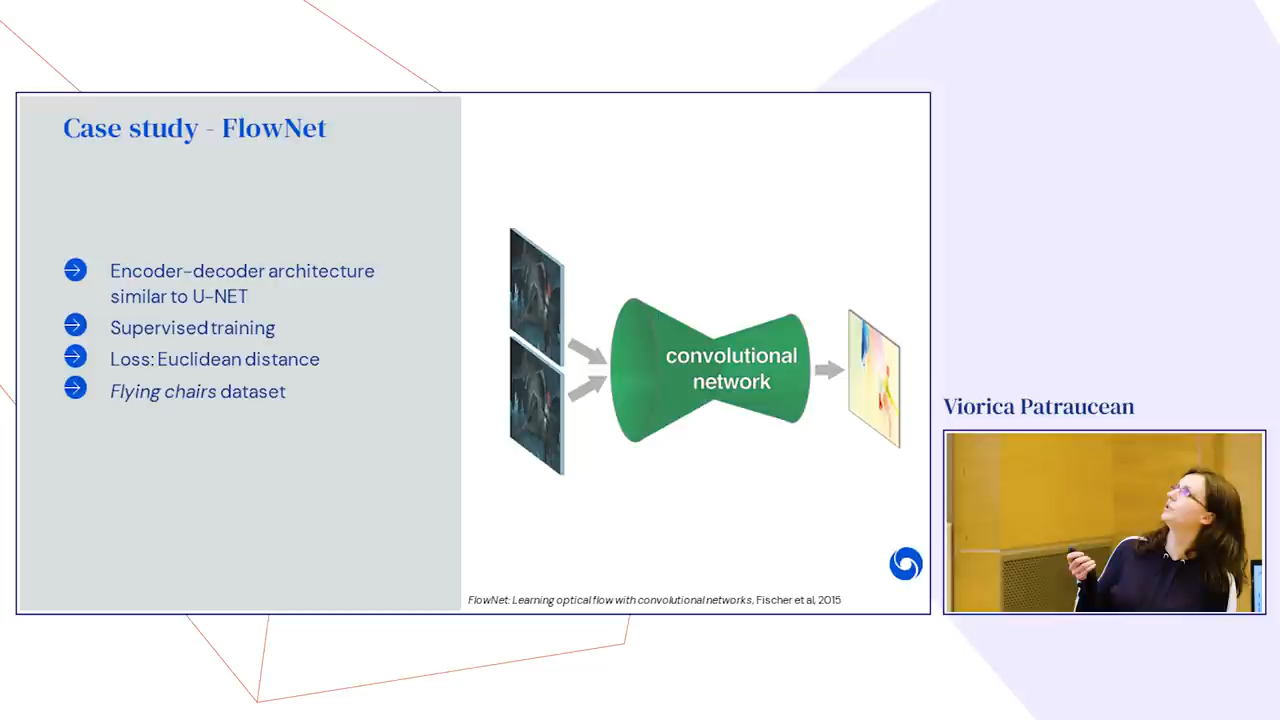 Case study - FlowNet
Encoder-decoder architecture
similar to U-NET
Supervised training
Loss: Euclidean distance
Flying chairs dataset
convolutional
network
FlowNet: Learning optical flow with convolutional networks, Fischer et al, 2015
Viorica Patraucean